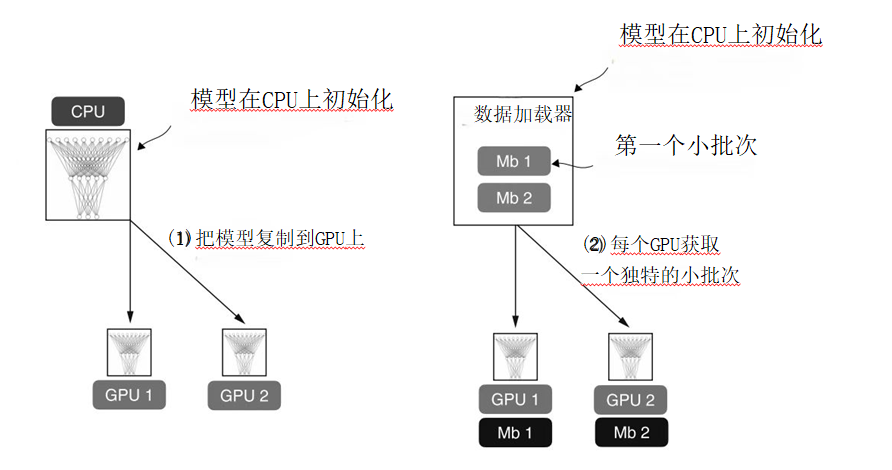 CPU
模型在CPU上初始化
(1) 把模型复制到GPU上
GPU 1
GPU 2
模型在CPU上初始化
数据加载器
Mb 1
第一个小批次
Mb 2
(2) 每个GPU获取
一个独特的小批次
GPU 1
GPU 2
Mb 1
Mb 2